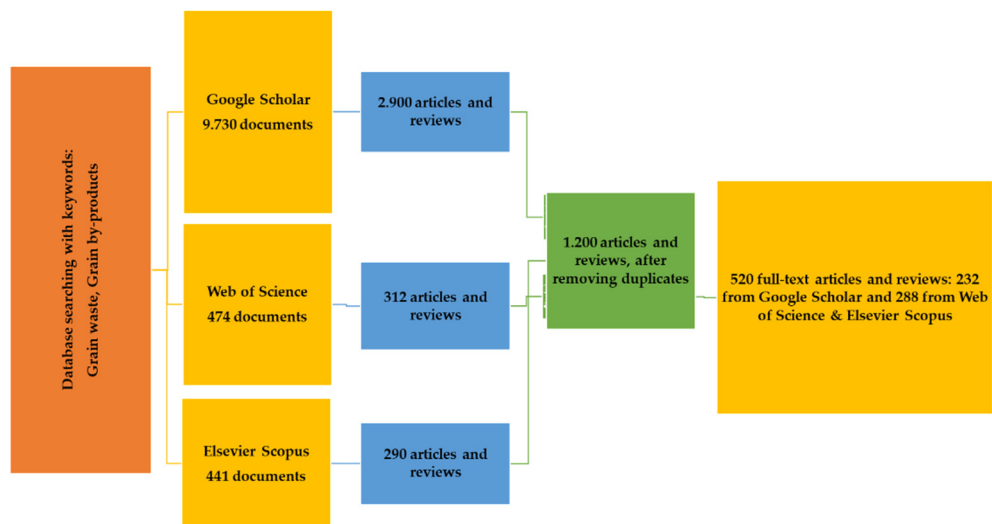 Database searching with keywords:
Grain waste, Grain by-products
Google Scholar
9.730 documents
2.900 articles and
reviews
Web of Science
474 documents
312 articles and
reviews
Elsevier Scopus
441 documents
290 articles and
reviews
1.200 articles and
reviews, after
removing duplicates
520 full-text articles and reviews: 232
from Google Scholar and 288 from Web
of Science & Elsevier Scopus